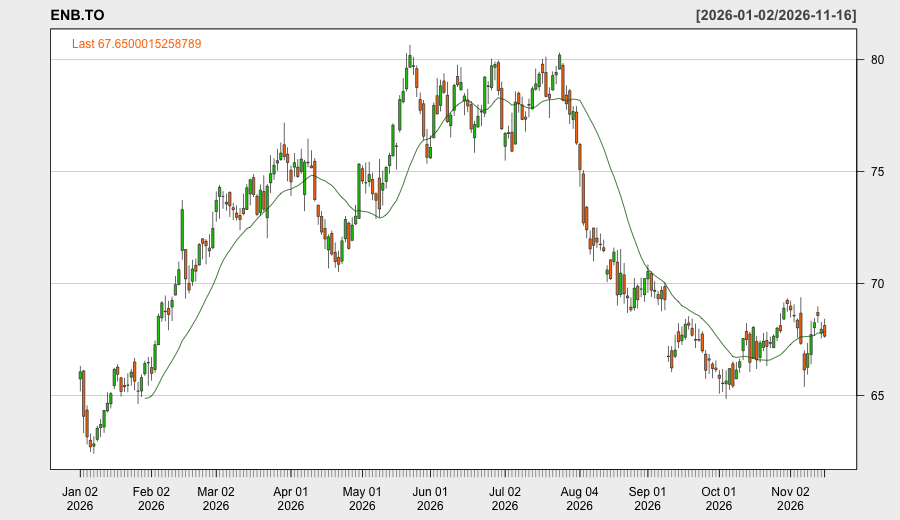 ENB.TO [2026-01-02/2026-11-16]
Last 67.6500015258789
80
75
70
65
Jan 02 Feb 02 Mar 02 Apr 01 May 01 Jun 01 Jul 02 Aug 04 Sep 01 Oct 01 Nov 02
2026 2026 2026 2026 2026 2026 2026 2026 2026 2026 2026